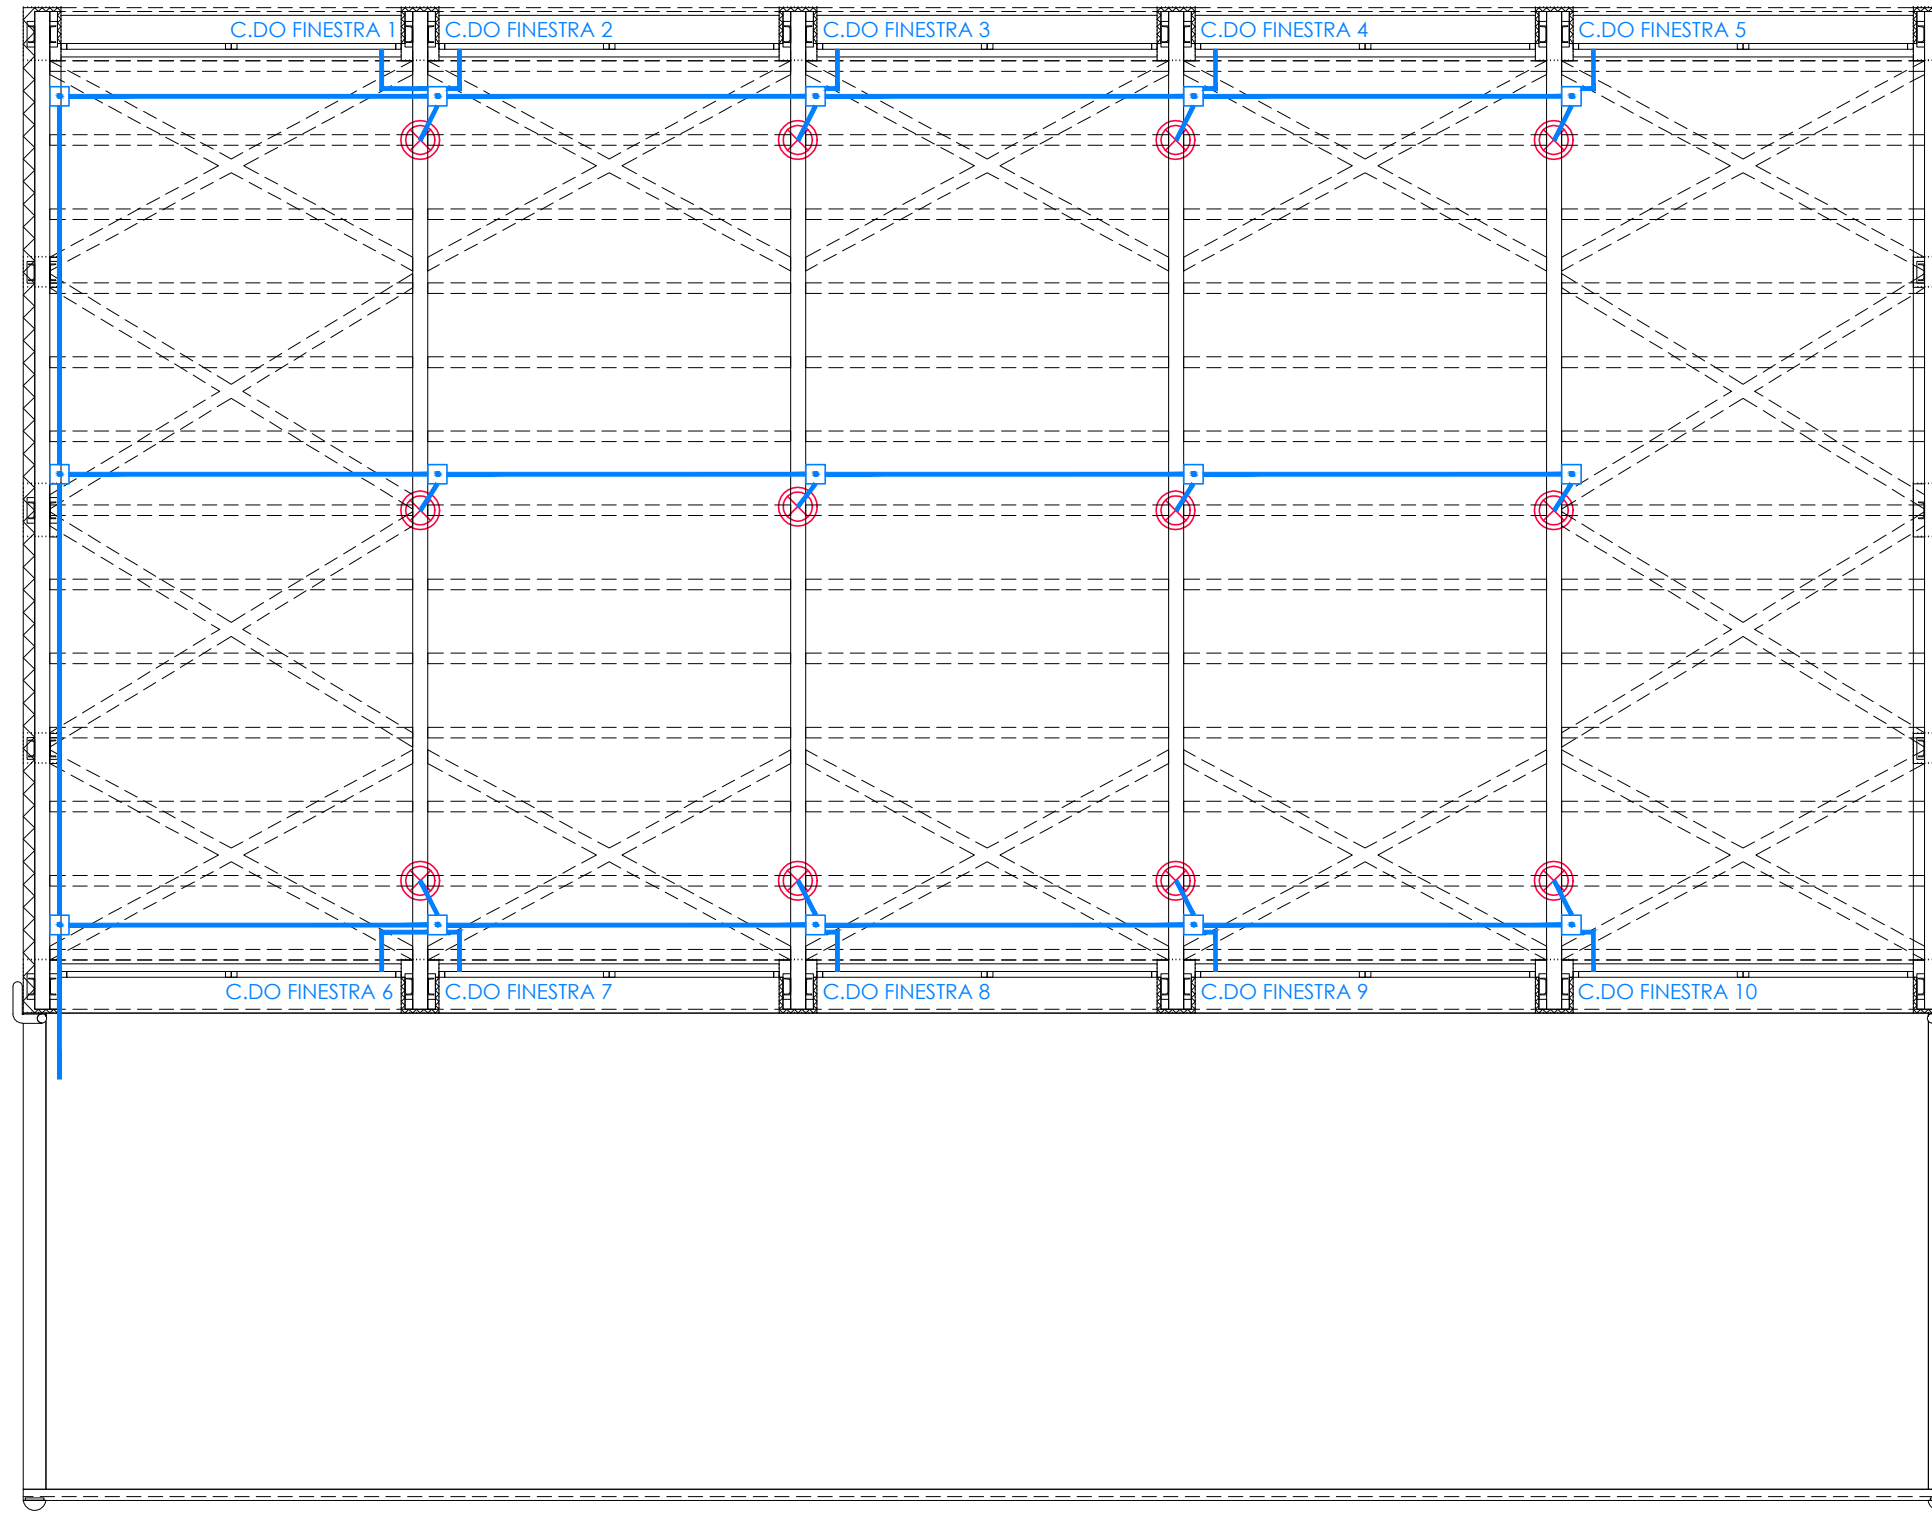 C.DO FINESTRA 1
C.DO FINESTRA 2
C.DO FINESTRA 3
C.DO FINESTRA 4
C.DO FINESTRA 5
C.DO FINESTRA 6
C.DO FINESTRA 7
C.DO FINESTRA 8
C.DO FINESTRA 9
C.DO FINESTRA 10